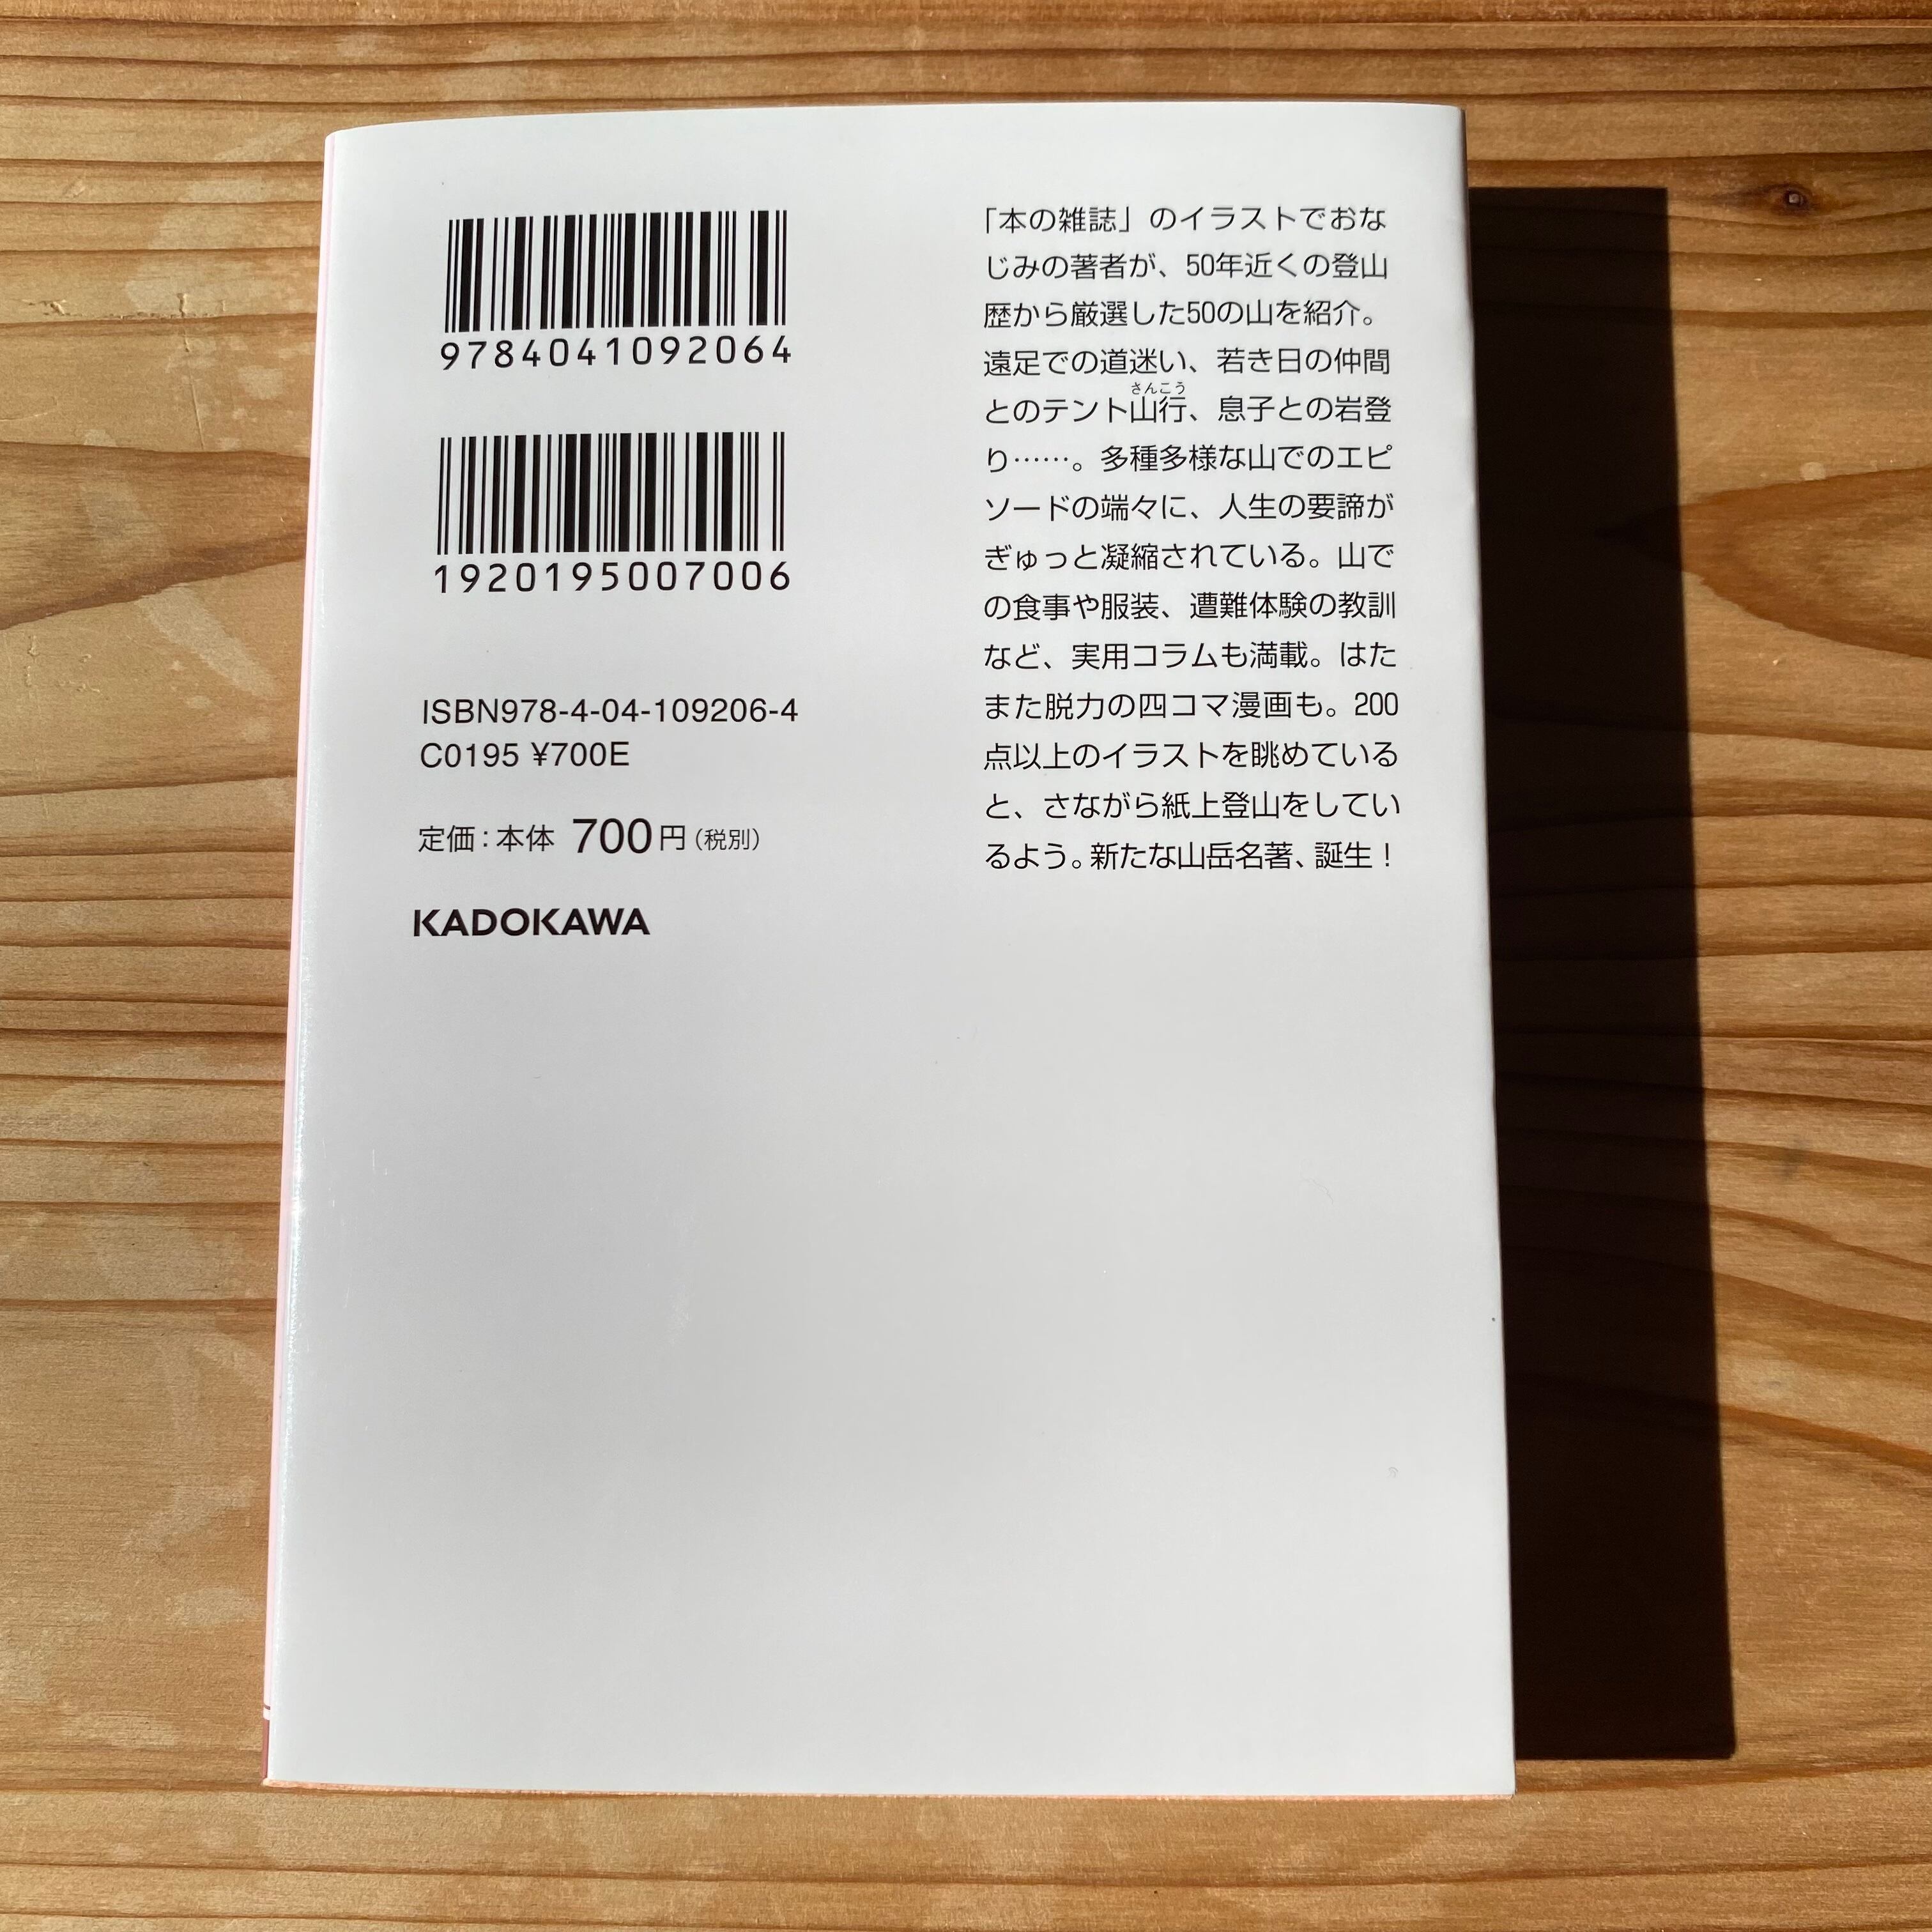 9784041092064
1920195007006
ISBN978-4-04-109206-4
C0195 ¥700E
定価:本体 700円(税別)
KADOKAWA
「本の雑誌」のイラストでおな
じみの著者が、50年近くの登山
歴から厳選した50の山を紹介。
遠足での道迷い、若き日の仲間
さんこう
とのテント山行、息子との岩登
り……。多種多様な山でのエピ
ソードの端々に、人生の要諦が
ぎゅっと凝縮されている。山で
の食事や服装、遭難体験の教訓
など、実用コラムも満載。はた
また脱力の四コマ漫画も。200
点以上のイラストを眺めている
と、さながら紙上登山をしてい
るよう。新たな山岳名著、誕生!